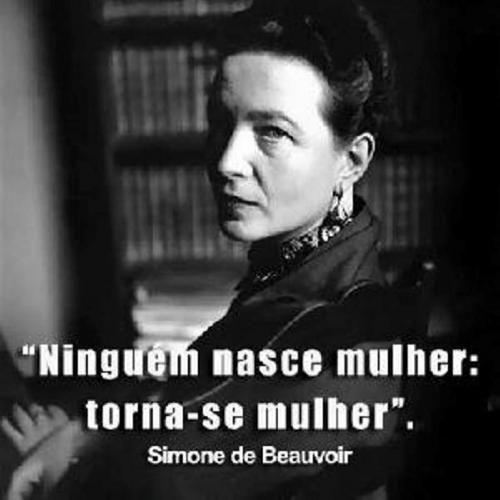 “Ninguém nasce mulher:
torna-se mulher”.
Simone de Beauvoir